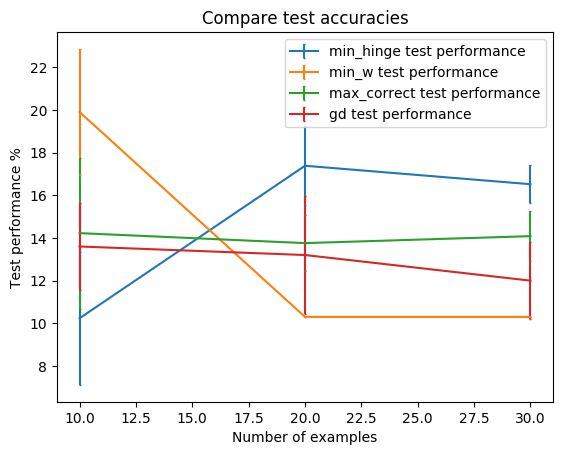 Compare test accuracies
min_hinge test performance
min_w test performance
max_correct test performance
gd test performance
Test performance %
22
20
18
16
14
12
10
8
10.0 12.5 15.0 17.5 20.0 22.5 25.0 27.5 30.0
Number of examples